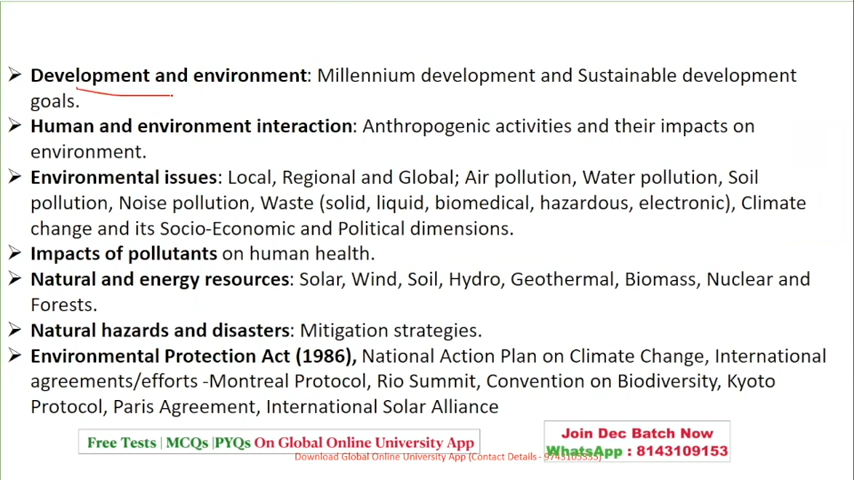 ➢ Development and environment: Millennium development and Sustainable development
goals.
➢ Human and environment interaction: Anthropogenic activities and their impacts on
environment.
➢ Environmental issues: Local, Regional and Global; Air pollution, Water pollution, Soil
pollution, Noise pollution, Waste (solid, liquid, biomedical, hazardous, electronic), Climate
change and its Socio-Economic and Political dimensions.
➢ Impacts of pollutants on human health.
➢ Natural and energy resources: Solar, Wind, Soil, Hydro, Geothermal, Biomass, Nuclear and
Forests.
➢ Natural hazards and disasters: Mitigation strategies.
➢ Environmental Protection Act (1986), National Action Plan on Climate Change, International
agreements/efforts -Montreal Protocol, Rio Summit, Convention on Biodiversity, Kyoto
Protocol, Paris Agreement, International Solar Alliance
Free Tests | MCQs |PYQs On Global Online University App
Join Dec Batch Now
WhatsApp : 8143109153
Download Global Online University App (Contact Details -